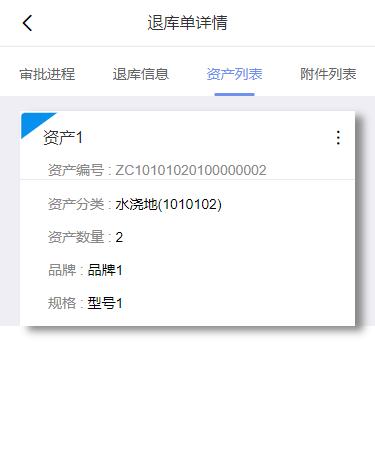 退库单详情
审批进程 退库信息 资产列表 附件列表
资产1
资产编号 : ZC10101020100000002
资产分类 : 水浇地(1010102)
资产数量 : 2
品牌 : 品牌1
规格 : 型号1